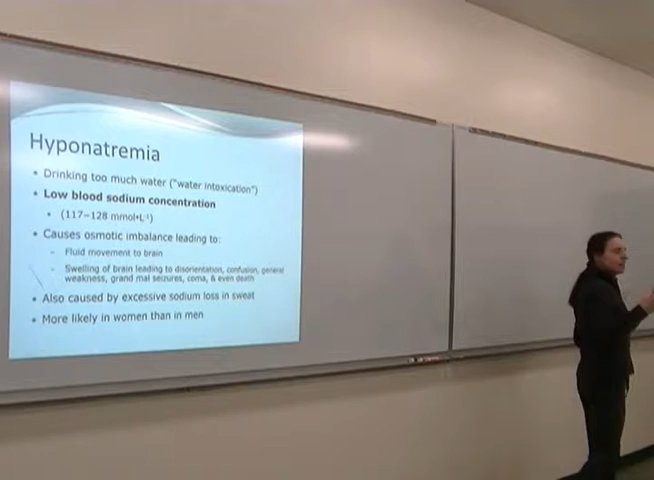 Hyponatremia
• Drinking too much water ("water intoxication")
• Low blood sodium concentration
• (117–128 mmol•L⁻¹)
• Causes osmotic imbalance leading to:
– Fluid movement to brain
– Swelling of brain leading to disorientation, confusion, general
weakness, grand mal seizures, coma, & even death
• Also caused by excessive sodium loss in sweat
• More likely in women than in men